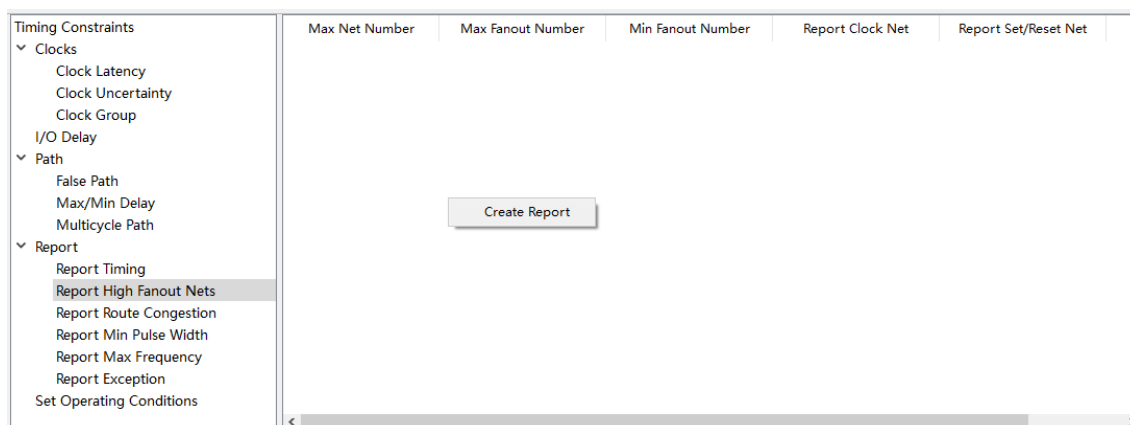 Timing Constraints
Clocks
Clock Latency
Clock Uncertainty
Clock Group
I/O Delay
Path
False Path
Max/Min Delay
Multicycle Path
Report
Report Timing
Report High Fanout Nets
Report Route Congestion
Report Min Pulse Width
Report Max Frequency
Report Exception
Set Operating Conditions
Max Net Number Max Fanout Number Min Fanout Number Report Clock Net Report Set/Reset Net
Create Report